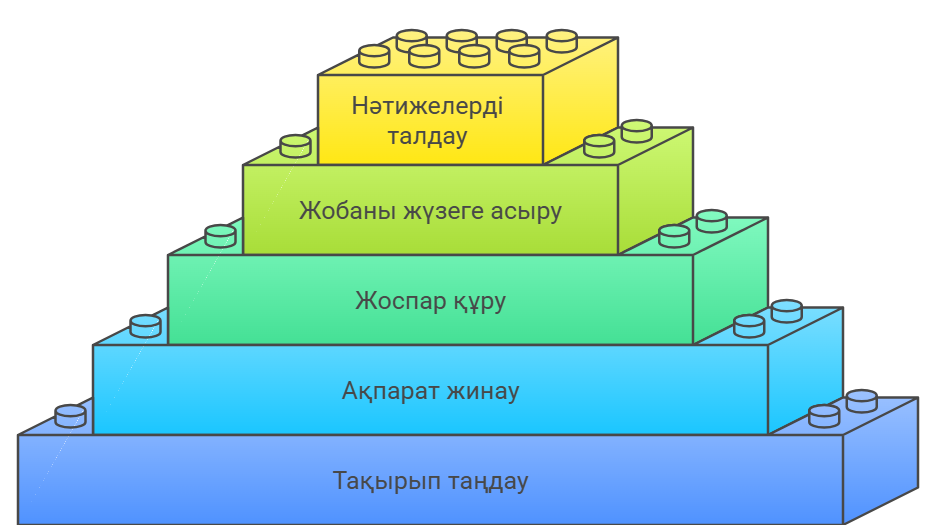 Нәтижелерді
талдау
Жобаны жүзеге асыру
Жоспар құру
Ақпарат жинау
Тақырып таңдау